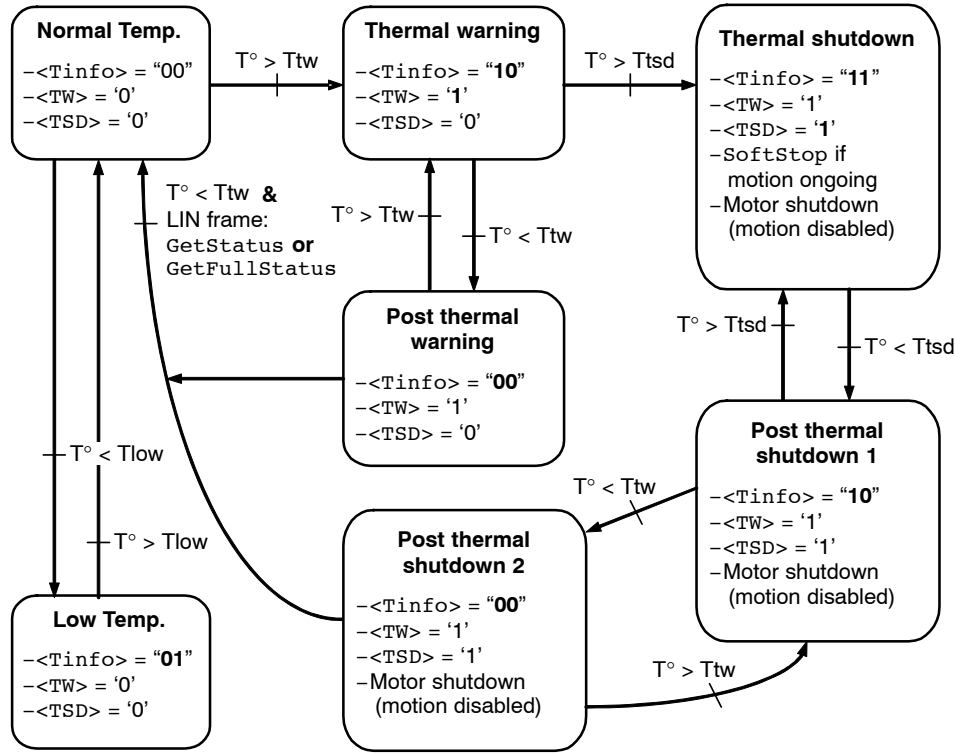 Normal Temp.
–<Tinfo> = “00”
–<TW> = ‘0’
–<TSD> = ‘0’
T° > Ttw
Thermal warning
–<Tinfo> = “10”
–<TW> = ‘1’
–<TSD> = ‘0’
T° > Ttsd
Thermal shutdown
–<Tinfo> = “11”
–<TW> = ‘1’
–<TSD> = ‘1’
–SoftStop if
motion ongoing
–Motor shutdown
(motion disabled)
T° < Ttw &
LIN frame:
GetStatus or
GetFullStatus
T° > Ttw
T° < Ttw
Post thermal
warning
–<Tinfo> = “00”
–<TW> = ‘1’
–<TSD> = ‘0’
T° > Ttsd
T° < Ttsd
Post thermal
shutdown 1
–<Tinfo> = “10”
–<TW> = ‘1’
–<TSD> = ‘1’
–Motor shutdown
(motion disabled)
T° < Tlow
T° > Tlow
T° < Ttw
Post thermal
shutdown 2
–<Tinfo> = “00”
–<TW> = ‘1’
–<TSD> = ‘1’
–Motor shutdown
(motion disabled)
T° > Ttw
Low Temp.
–<Tinfo> = “01”
–<TW> = ‘0’
–<TSD> = ‘0’